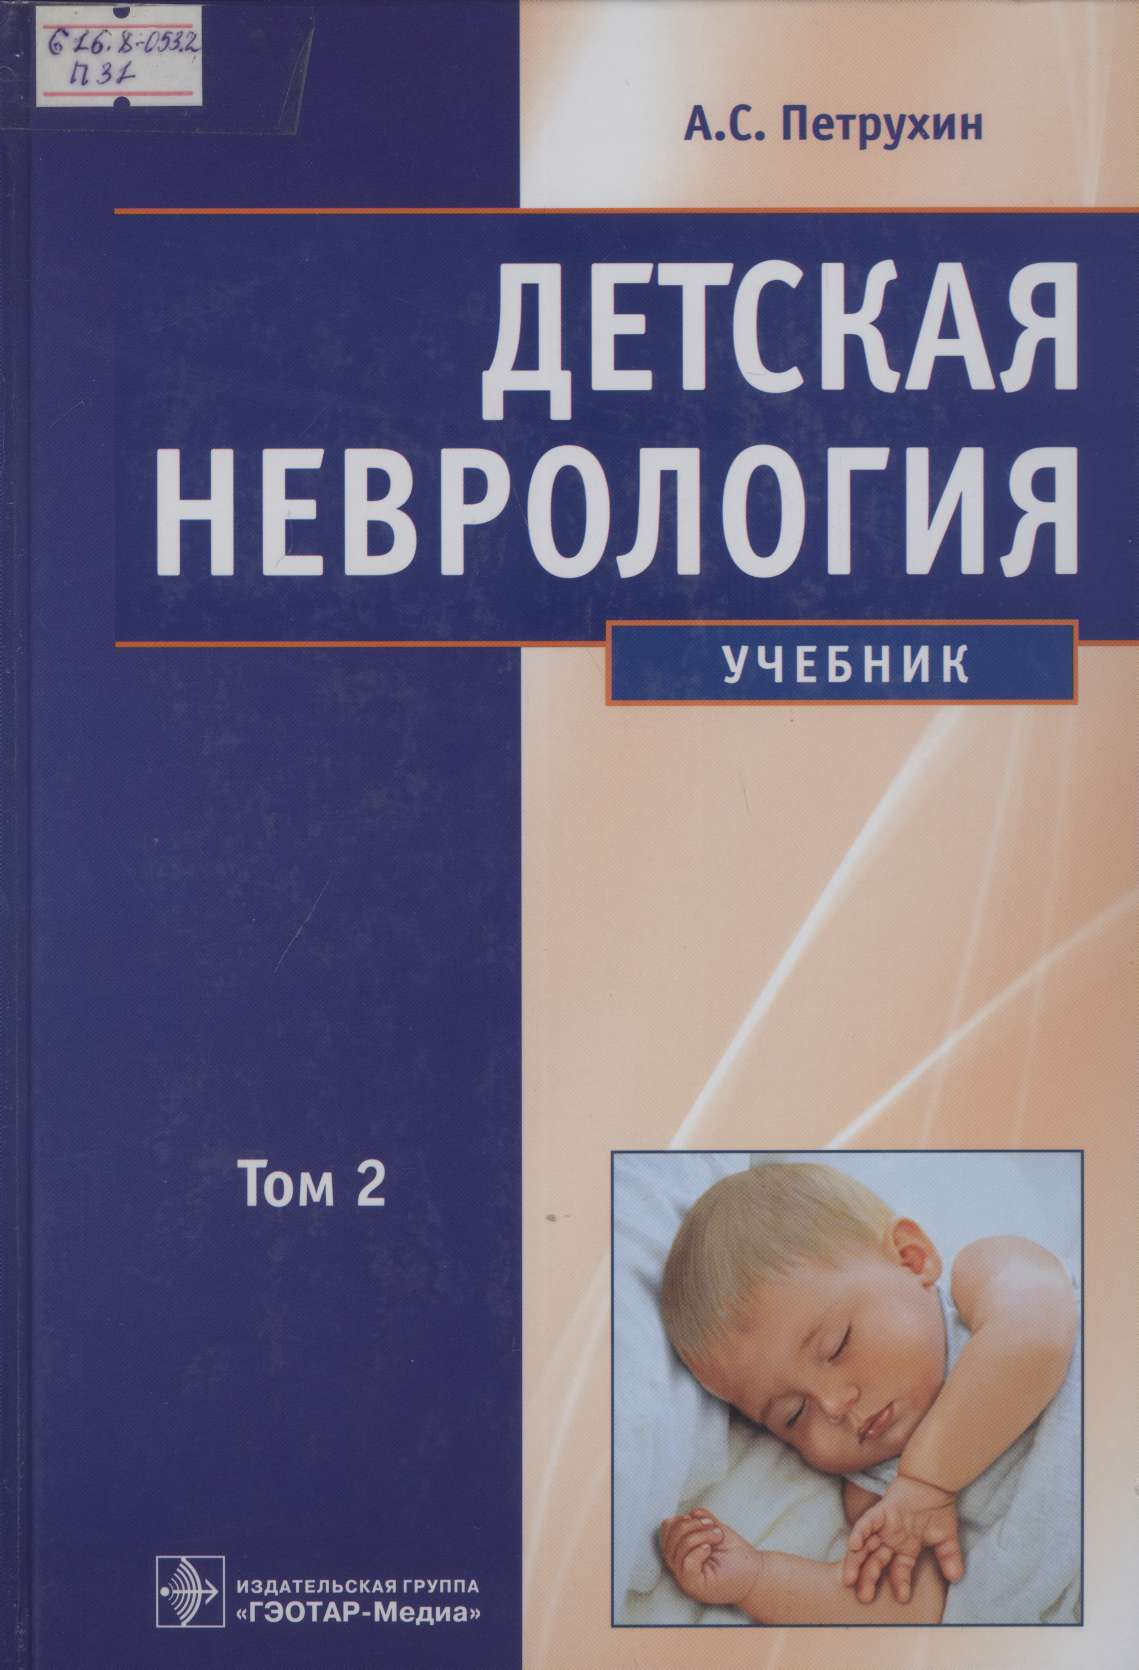 616.8-053.2
П31
А.С. Петрухин
ДЕТСКАЯ
НЕВРОЛОГИЯ
УЧЕБНИК
Том 2
ИЗДАТЕЛЬСКАЯ ГРУППА
«ГЭОТАР-Медиа»